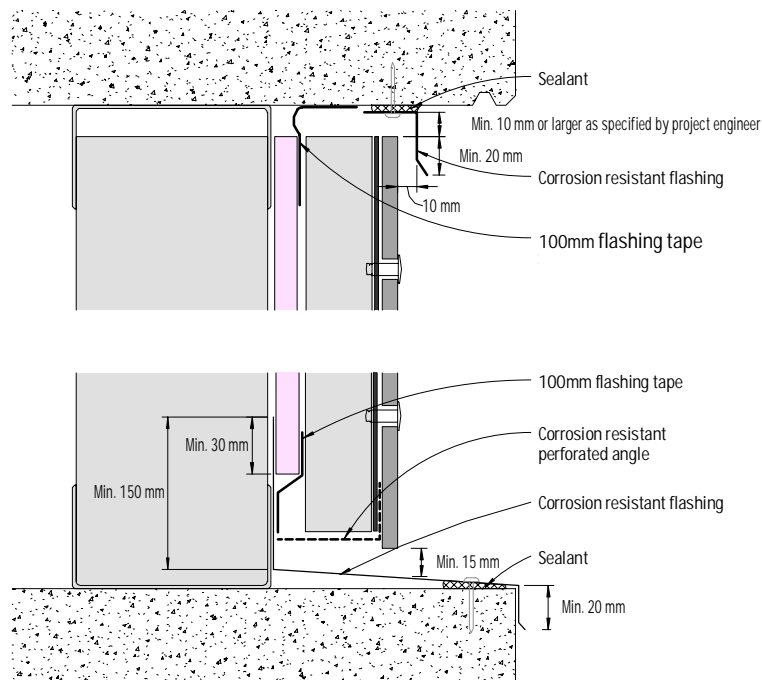 Sealant
Min. 10 mm or larger as specified by project engineer
Min. 20 mm
Corrosion resistant flashing
10 mm
100mm flashing tape
100mm flashing tape
Min. 30 mm
Corrosion resistant
perforated angle
Min. 150 mm
Corrosion resistant flashing
Min. 15 mm
Sealant
Min. 20 mm